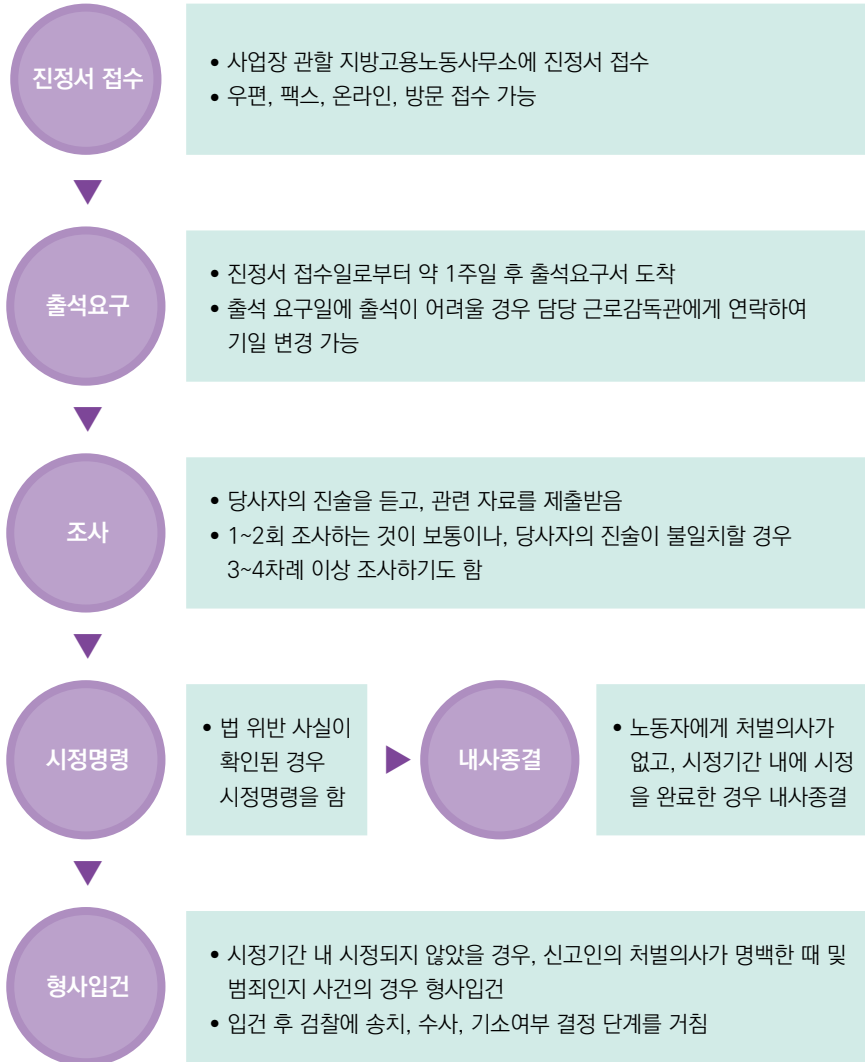 진정서 접수
• 사업장 관할 지방고용노동사무소에 진정서 접수
• 우편, 팩스, 온라인, 방문 접수 가능
출석요구
• 진정서 접수일로부터 약 1주일 후 출석요구서 도착
• 출석 요구일에 출석이 어려울 경우 담당 근로감독관에게 연락하여
기일 변경 가능
조사
• 당사자의 진술을 듣고, 관련 자료를 제출받음
• 1~2회 조사하는 것이 보통이나, 당사자의 진술이 불일치할 경우
3~4차례 이상 조사하기도 함
시정명령
• 법 위반 사실이
확인된 경우
시정명령을 함
내사종결
• 노동자에게 처벌의사가
없고, 시정기간 내에 시정
을 완료한 경우 내사종결
형사입건
• 시정기간 내 시정되지 않았을 경우, 신고인의 처벌의사가 명백한 때 및
범죄인지 사건의 경우 형사입건
• 입건 후 검찰에 송치, 수사, 기소여부 결정 단계를 거침